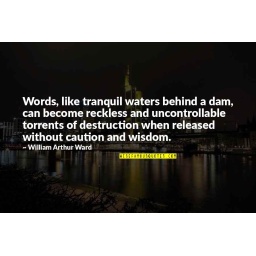 Words, like tranquil waters behind a dam,
can become reckless and uncontrollable
torrents of destruction when released
without caution and wisdom.
~ William Arthur Ward